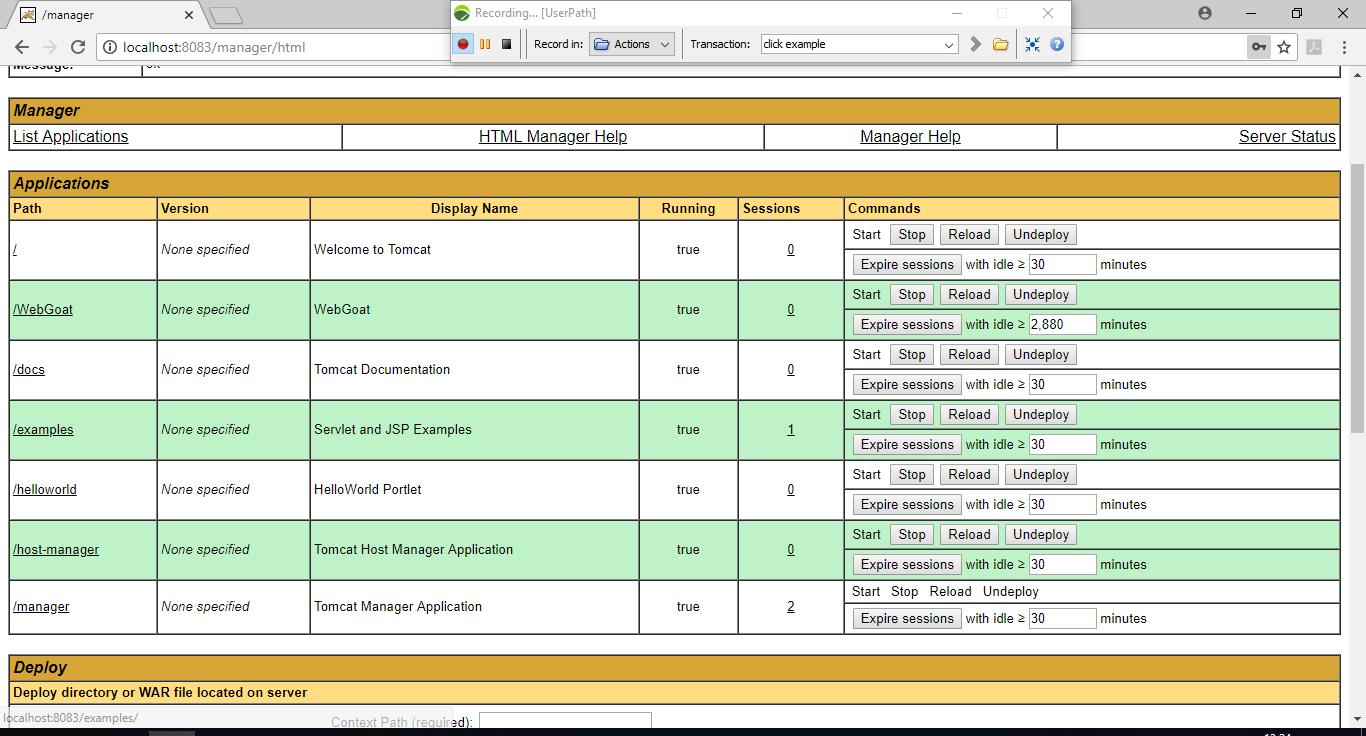 /manager
Recording... [UserPath]
localhost:8083/manager/html
Record in: Actions Transaction: click example
Message: OK
Manager
List Applications HTML Manager Help Manager Help Server Status
Applications
Path Version Display Name Running Sessions Commands
/ None specified Welcome to Tomcat true 0 Start Stop Reload Undeploy
Expire sessions with idle ≥ 30 minutes
/WebGoat None specified WebGoat true 0 Start Stop Reload Undeploy
Expire sessions with idle ≥ 2,880 minutes
/docs None specified Tomcat Documentation true 0 Start Stop Reload Undeploy
Expire sessions with idle ≥ 30 minutes
/examples None specified Servlet and JSP Examples true 1 Start Stop Reload Undeploy
Expire sessions with idle ≥ 30 minutes
/helloworld None specified HelloWorld Portlet true 0 Start Stop Reload Undeploy
Expire sessions with idle ≥ 30 minutes
/host-manager None specified Tomcat Host Manager Application true 0 Start Stop Reload Undeploy
Expire sessions with idle ≥ 30 minutes
/manager None specified Tomcat Manager Application true 2 Start Stop Reload Undeploy
Expire sessions with idle ≥ 30 minutes
Deploy
Deploy directory or WAR file located on server
localhost:8083/examples/
Context Path (required):